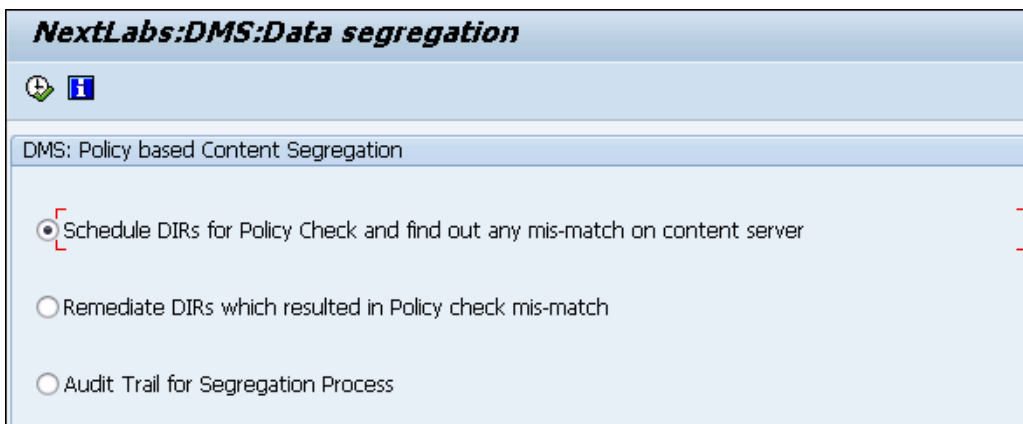 NextLabs:DMS:Data segregation
DMS: Policy based Content Segregation
Schedule DIRs for Policy Check and find out any mis-match on content server
Remediate DIRs which resulted in Policy check mis-match
Audit Trail for Segregation Process